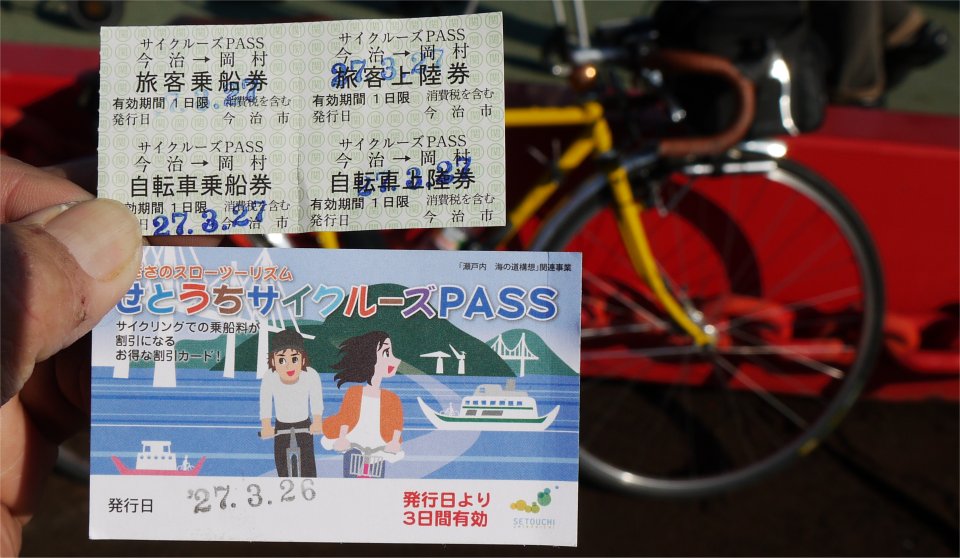 サイクルーズPASS
今治→岡村
旅客乗船券
有効期間 1日限 消費税を含む
発行日 今治市
サイクルーズPASS
今治→岡村
旅客上陸券
27.3.27
有効期間 1日限 消費税を含む
発行日 今治市
サイクルーズPASS
今治→岡村
自転車乗船券
効期間 1日限 消費税を含む
日 27.3.27 今治市
サイクルーズPASS
今治→岡村
自転車上陸券
有効期間 1日限 消費税を含む
発行日 今治市
さのスローツーリズム
「瀬戸内 海の道構想」関連事業
せとうちサイクルーズPASS
サイクリングでの乗船料が
割引になる
お得な割引カード!
発行日 '27.3.26
発行日より
3日間有効
SETOUCHI